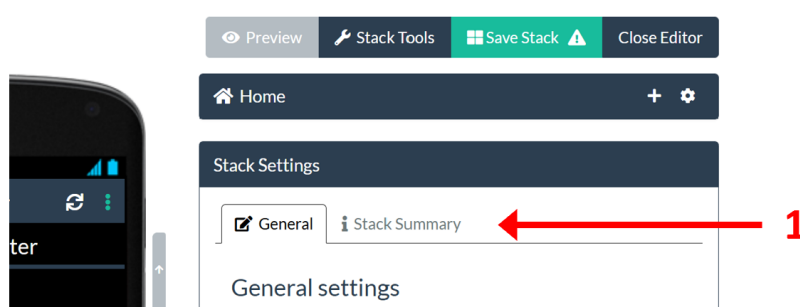 Preview Stack Tools Save Stack Close Editor
Home
Stack Settings
General Stack Summary
1
ter
General settings